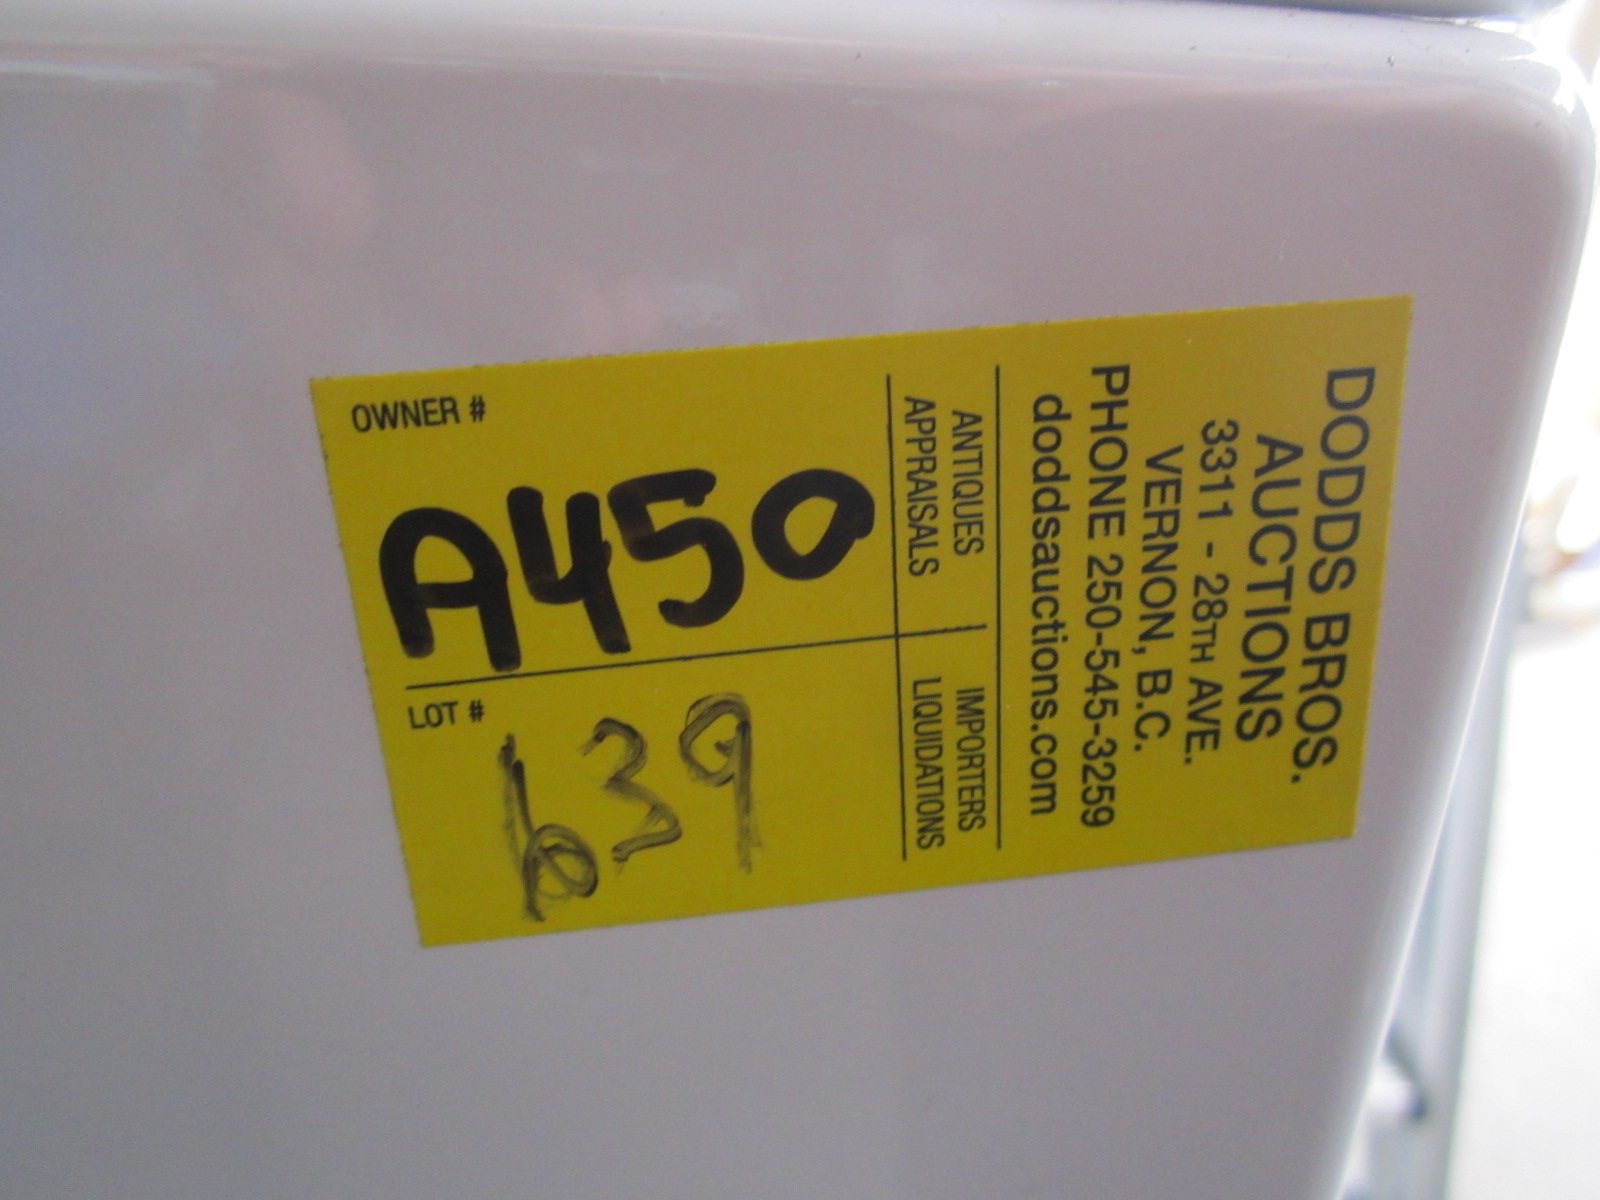 DODDS BROS.
AUCTIONS
3311 - 28TH AVE.
VERNON, B.C.
PHONE 250-545-3259
doddsauctions.com
ANTIQUES
APPRAISALS
IMPORTERS
LIQUIDATIONS
OWNER #
A450
LOT #
639